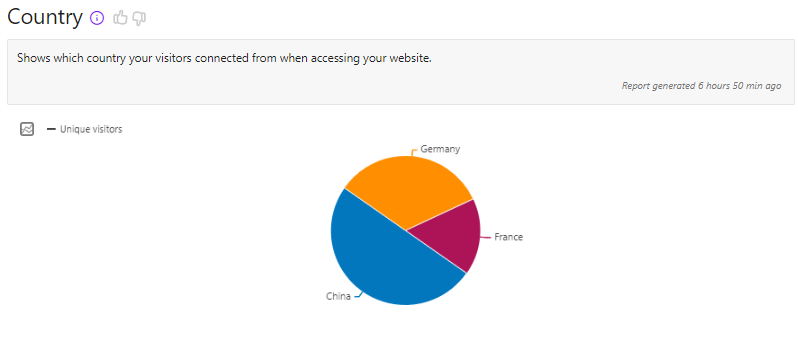 Country
Shows which country your visitors connected from when accessing your website.
Report generated 6 hours 50 min ago
Unique visitors
Germany
France
China